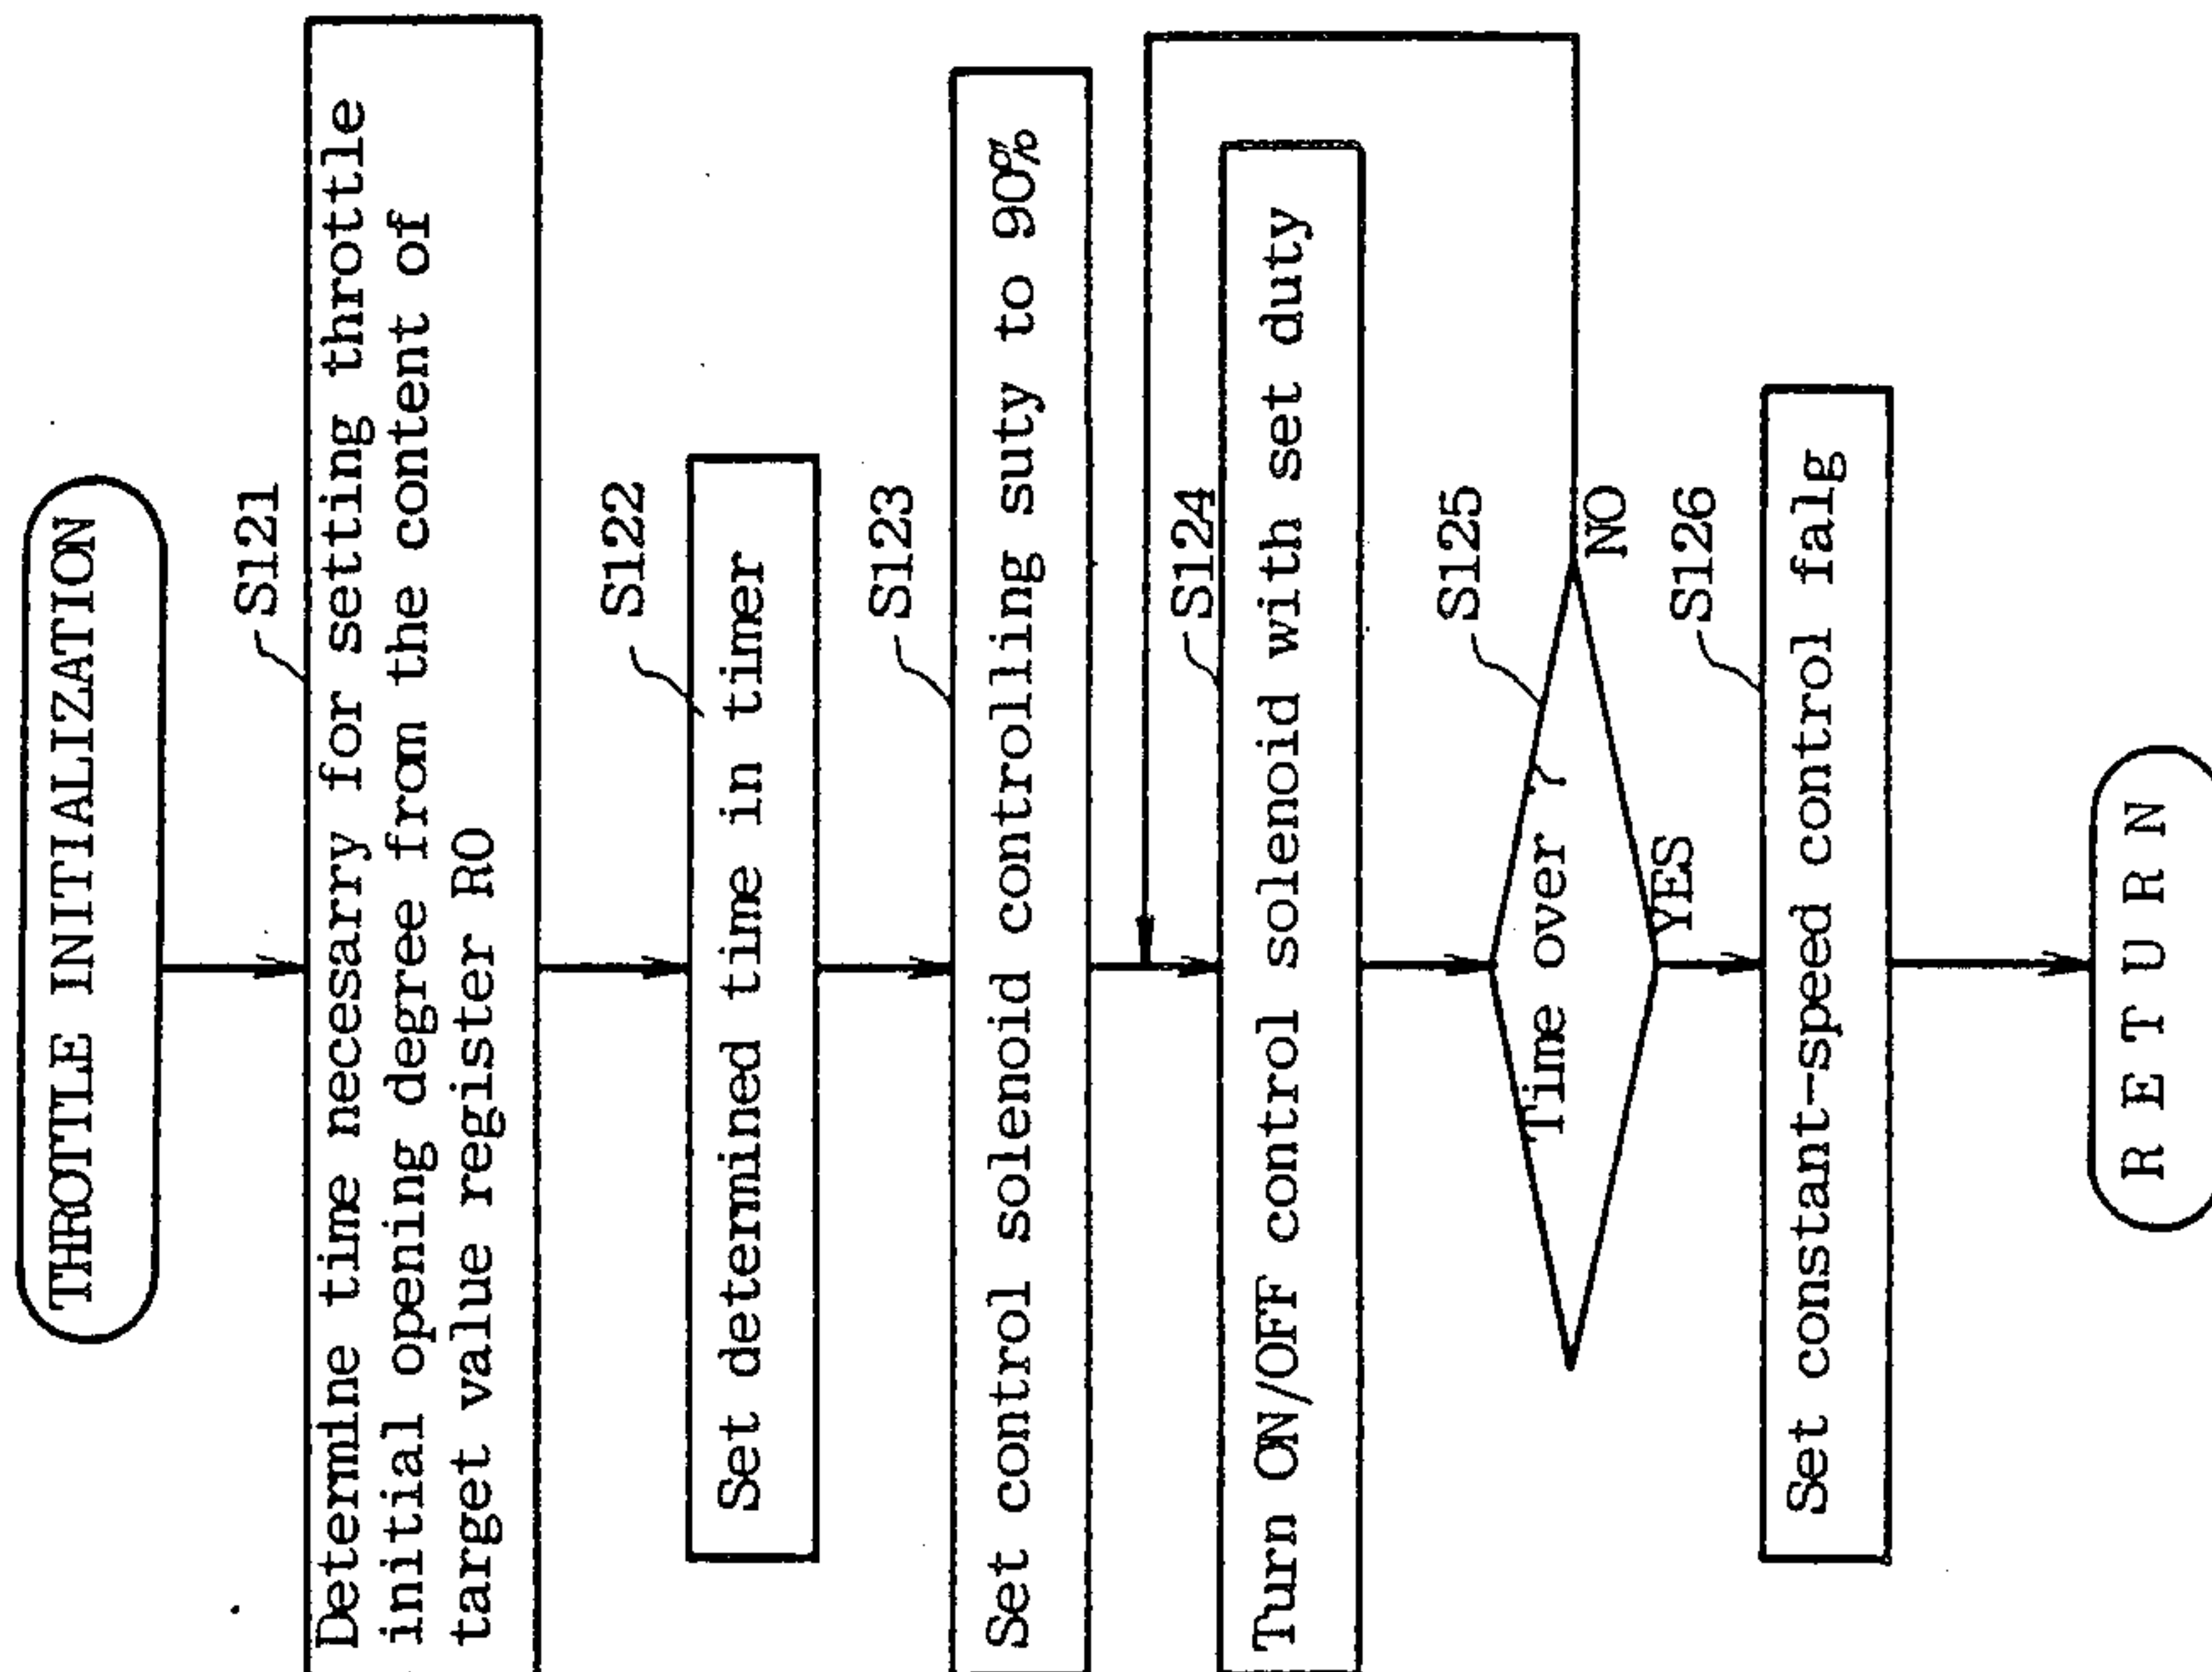 THROTTLE INITIALIZATION
S121
Determine time necesarry for setting throttle
initial opening degree from the content of
target value register R0
S122
Set determined time in timer
S123
Set control solenoid controlling suty to 90%
S124
Turn ON/OFF control solenoid with set duty
S125
Time over ?
NO
YES
S126
Set constant-speed control falg
RETURN